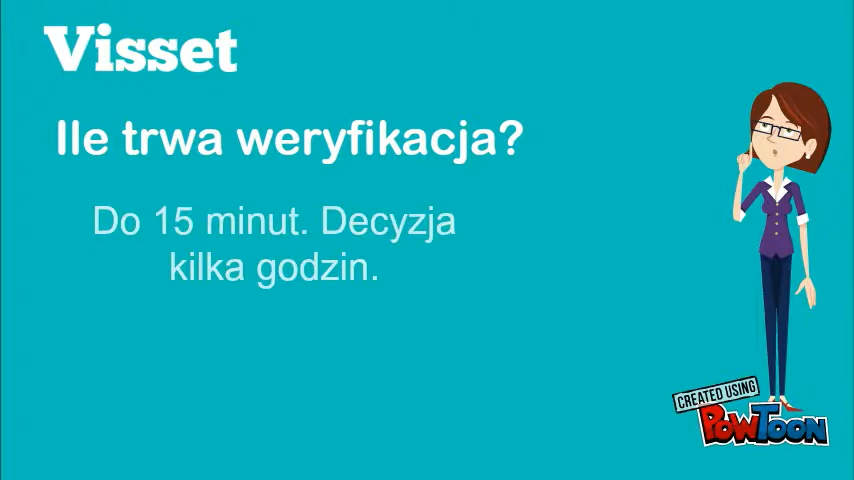 Visset
Ile trwa weryfikacja?
Do 15 minut. Decyzja
kilka godzin.
CREATED USING
POWTOON